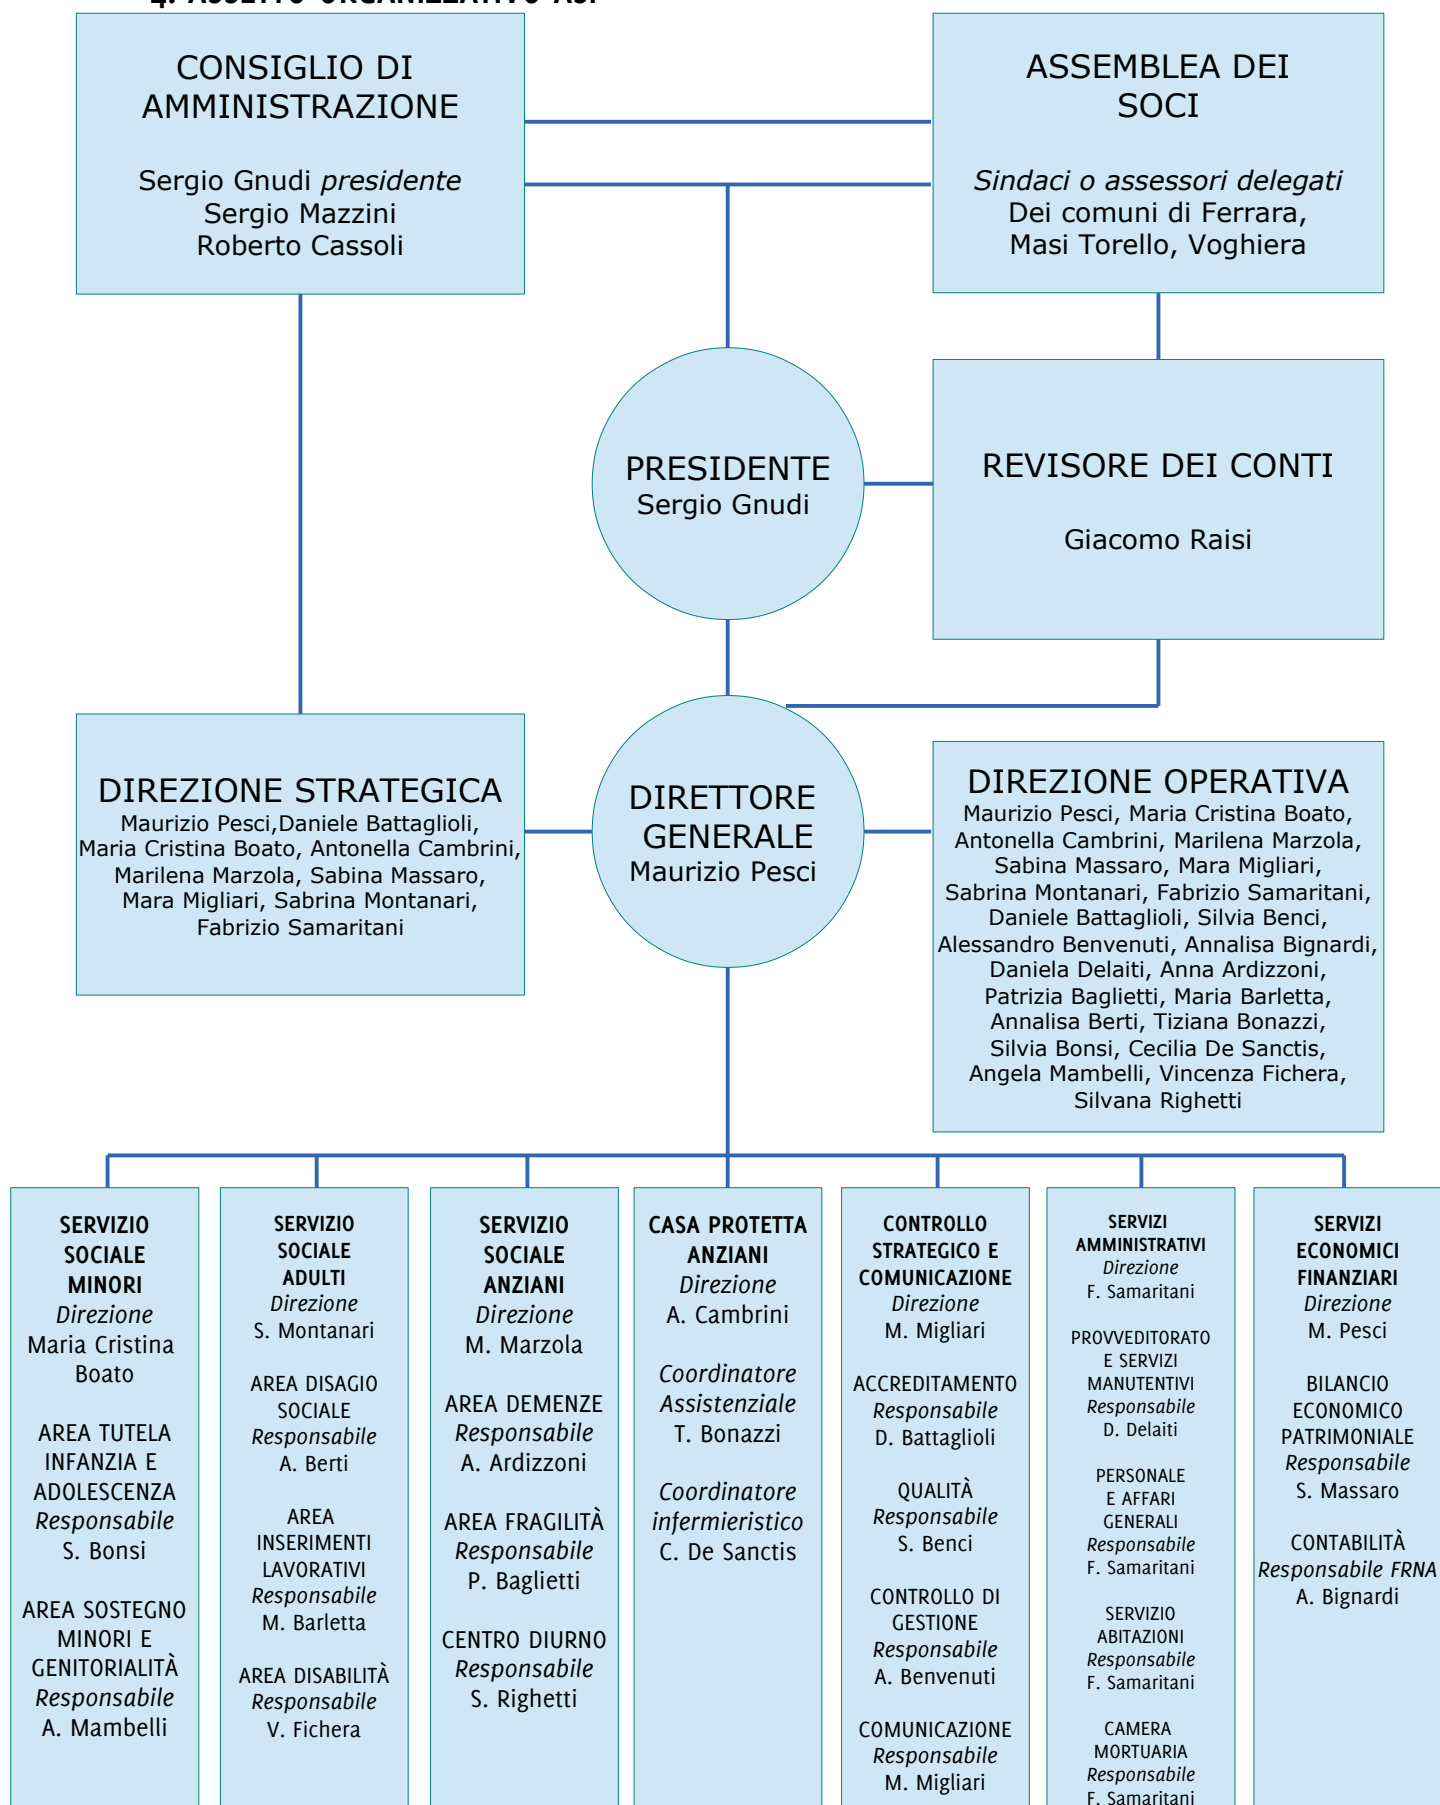 4. ASSETTO ORGANIZZATIVO ASP
CONSIGLIO DI
AMMINISTRAZIONE
Sergio Gnudi presidente
Sergio Mazzini
Roberto Cassoli
ASSEMBLEA DEI
SOCI
Sindaci o assessori delegati
Dei comuni di Ferrara,
Masi Torello, Voghiera
PRESIDENTE
Sergio Gnudi
REVISORE DEI CONTI
Giacomo Raisi
DIREZIONE STRATEGICA
Maurizio Pesci,Daniele Battaglioli,
Maria Cristina Boato, Antonella Cambrini,
Marilena Marzola, Sabina Massaro,
Mara Migliari, Sabrina Montanari,
Fabrizio Samaritani
DIRETTORE
GENERALE
Maurizio Pesci
DIREZIONE OPERATIVA
Maurizio Pesci, Maria Cristina Boato,
Antonella Cambrini, Marilena Marzola,
Sabina Massaro, Mara Migliari,
Sabrina Montanari, Fabrizio Samaritani,
Daniele Battaglioli, Silvia Benci,
Alessandro Benvenuti, Annalisa Bignardi,
Daniela Delaiti, Anna Ardizzoni,
Patrizia Baglietti, Maria Barletta,
Annalisa Berti, Tiziana Bonazzi,
Silvia Bonsi, Cecilia De Sanctis,
Angela Mambelli, Vincenza Fichera,
Silvana Righetti
SERVIZIO
SOCIALE
MINORI
Direzione
Maria Cristina
Boato
AREA TUTELA
INFANZIA E
ADOLESCENZA
Responsabile
S. Bonsi
AREA SOSTEGNO
MINORI E
GENITORIALITÀ
Responsabile
A. Mambelli
SERVIZIO
SOCIALE
ADULTI
Direzione
S. Montanari
AREA DISAGIO
SOCIALE
Responsabile
A. Berti
AREA
INSERIMENTI
LAVORATIVI
Responsabile
M. Barletta
AREA DISABILITÀ
Responsabile
V. Fichera
SERVIZIO
SOCIALE
ANZIANI
Direzione
M. Marzola
AREA DEMENZE
Responsabile
A. Ardizzoni
AREA FRAGILITÀ
Responsabile
P. Baglietti
CENTRO DIURNO
Responsabile
S. Righetti
CASA PROTETTA
ANZIANI
Direzione
A. Cambrini
Coordinatore
Assistenziale
T. Bonazzi
Coordinatore
infermieristico
C. De Sanctis
CONTROLLO
STRATEGICO E
COMUNICAZIONE
Direzione
M. Migliari
ACCREDITAMENTO
Responsabile
D. Battaglioli
QUALITÀ
Responsabile
S. Benci
CONTROLLO DI
GESTIONE
Responsabile
A. Benvenuti
COMUNICAZIONE
Responsabile
M. Migliari
SERVIZI
AMMINISTRATIVI
Direzione
F. Samaritani
PROVVEDITORATO
E SERVIZI
MANUTENTIVI
Responsabile
D. Delaiti
PERSONALE
E AFFARI
GENERALI
Responsabile
F. Samaritani
SERVIZIO
ABITAZIONI
Responsabile
F. Samaritani
CAMERA
MORTUARIA
Responsabile
F. Samaritani
SERVIZI
ECONOMICI
FINANZIARI
Direzione
M. Pesci
BILANCIO
ECONOMICO
PATRIMONIALE
Responsabile
S. Massaro
CONTABILITÀ
Responsabile FRNA
A. Bignardi